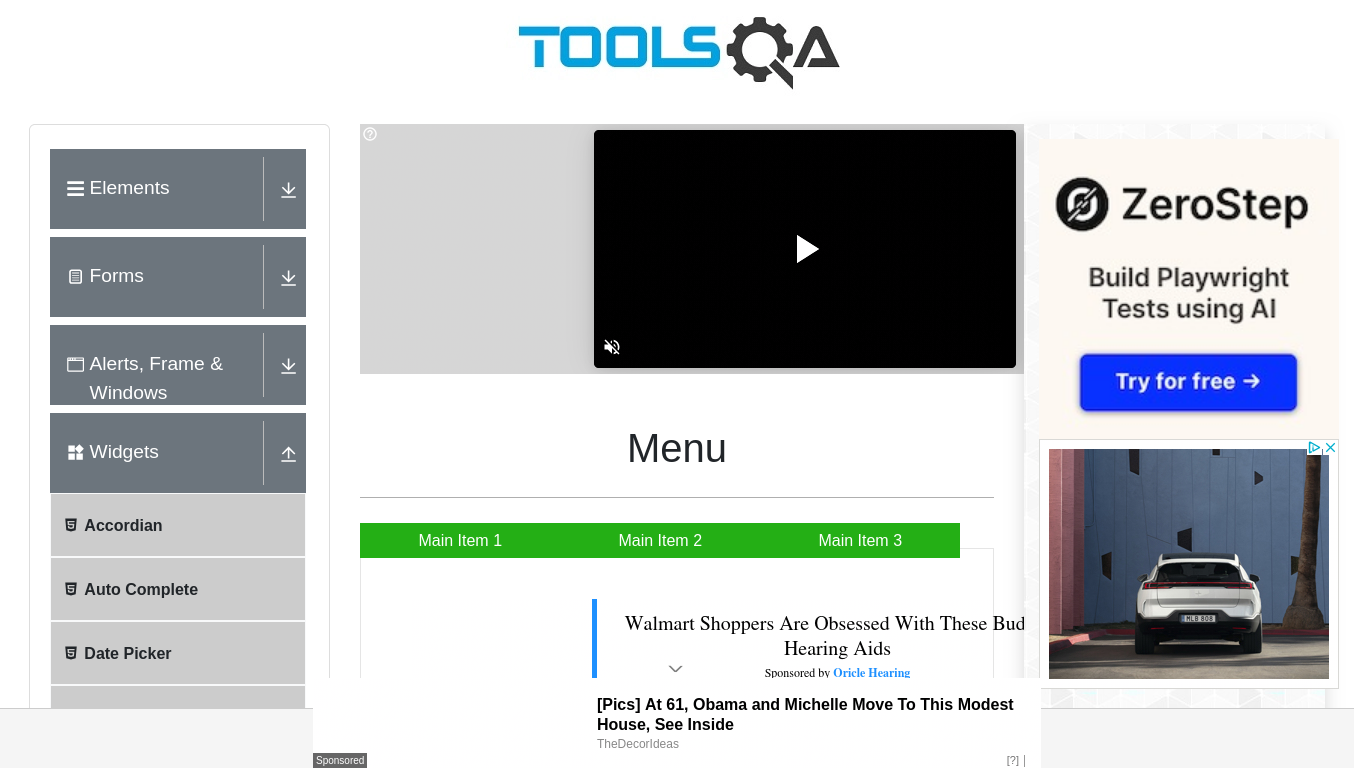 TOOLSQA
Elements
Forms
Alerts, Frame &
Windows
Widgets
Accordian
Auto Complete
Date Picker
Menu
Main Item 1
Main Item 2
Main Item 3
Walmart Shoppers Are Obsessed With These Bud
Hearing Aids
Sponsored by Oricle Hearing
[Pics] At 61, Obama and Michelle Move To This Modest
House, See Inside
TheDecorIdeas
Sponsored
[?] |
ZeroStep
Build Playwright
Tests using AI
Try for free →
MLB 808